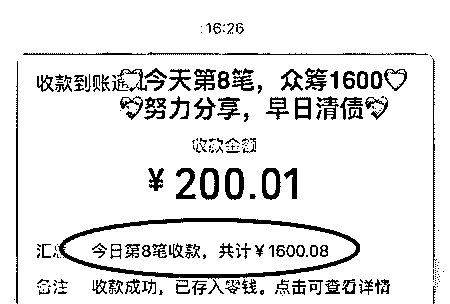 16:26
收款到账通知 今天第8笔，众筹1600♡
努力分享，早日清债
收款金额
¥200.01
汇总 今日第8笔收款，共计¥1600.08
备注 收款成功，已存入零钱。点击可查看详情